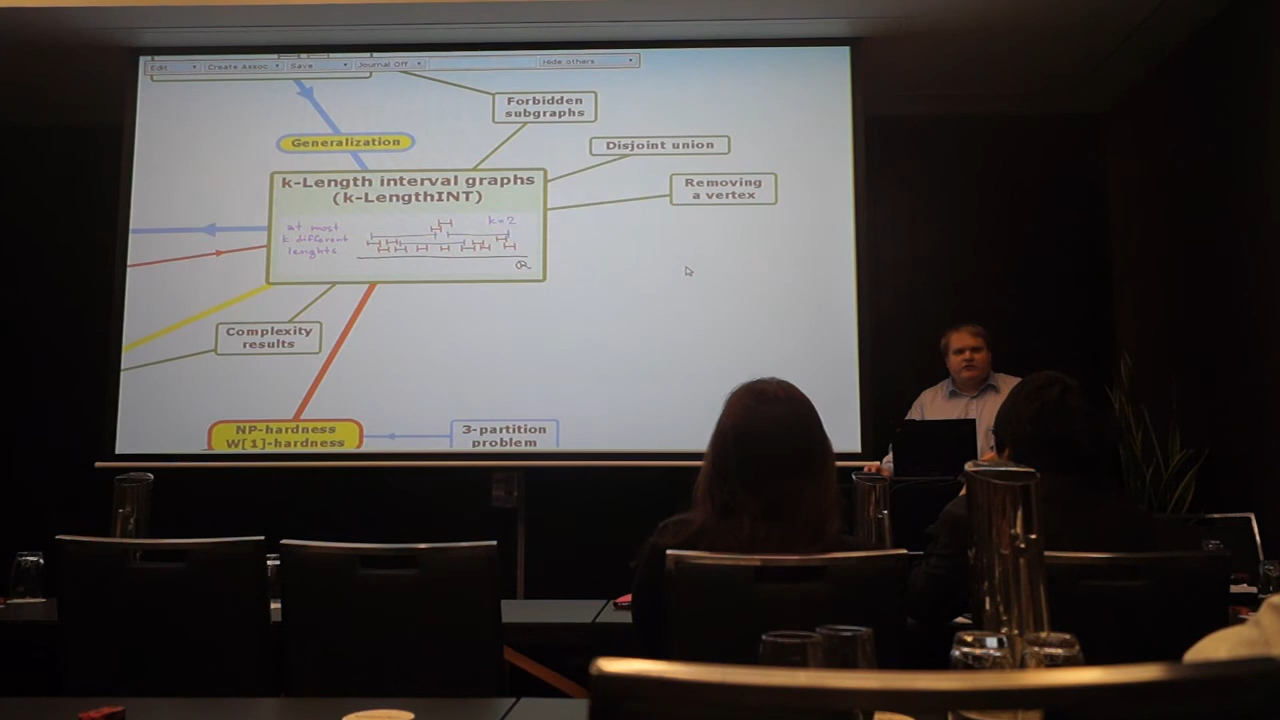 Edit
Create Assoc
Save
Journal Off
Hide others
Forbidden
subgraphs
Generalization
Disjoint union
k-Length interval graphs
(k-LengthINT)
Removing
a vertex
at most
k different
lenghts
k=2
R
Complexity
results
NP-hardness
W[1]-hardness
3-partition
problem